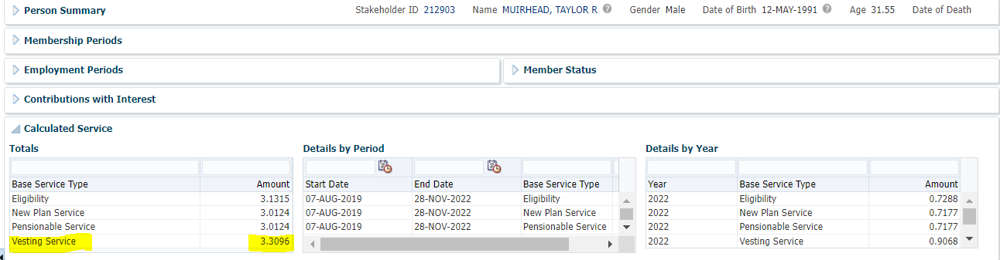 Person Summary Stakeholder ID 212903 Name MUIRHEAD, TAYLOR R Gender Male Date of Birth 12-MAY-1991 Age 31.55 Date of Death
Membership Periods
Employment Periods Member Status
Contributions with Interest
Calculated Service
Totals Details by Period Details by Year
Base Service Type Amount Start Date End Date Base Service Type Year Base Service Type Amount
Eligibility 3.1315 07-AUG-2019 28-NOV-2022 Eligibility 2022 Eligibility 0.7288
New Plan Service 3.0124 07-AUG-2019 28-NOV-2022 New Plan Service 2022 New Plan Service 0.7177
Pensionable Service 3.0124 07-AUG-2019 28-NOV-2022 Pensionable Service 2022 Pensionable Service 0.7177
Vesting Service 3.3096 2022 Vesting Service 0.9068